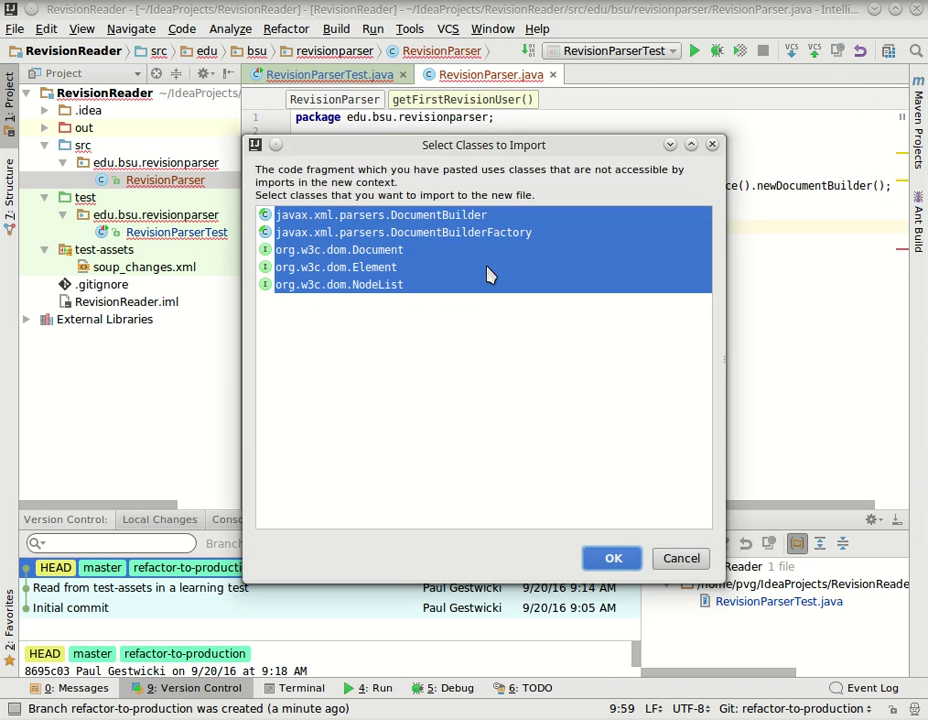 RevisionReader - [~/IdeaProjects/RevisionReader] - [RevisionReader] - ~/IdeaProjects/RevisionReader/src/edu/bsu/revisionparser/RevisionParser.java - Intelli...
File Edit View Navigate Code Analyze Refactor Build Run Tools VCS Window Help
RevisionReader src edu bsu revisionparser RevisionParser RevisionParserTest VCS VCS
1: Project
7: Structure
2: Favorites
Project
RevisionReader ~/IdeaProjects/
.idea
out
src
edu.bsu.revisionparser
RevisionParser
test
edu.bsu.revisionparser
RevisionParserTest
test-assets
soup_changes.xml
.gitignore
RevisionReader.iml
External Libraries
RevisionParserTest.java RevisionParser.java
RevisionParser getFirstRevisionUser()
1 package edu.bsu.revisionparser;
2
ce().newDocumentBuilder();
Maven Projects
Ant Build
Select Classes to Import
The code fragment which you have pasted uses classes that are not accessible by
imports in the new context.
Select classes that you want to import to the new file.
javax.xml.parsers.DocumentBuilder
javax.xml.parsers.DocumentBuilderFactory
org.w3c.dom.Document
org.w3c.dom.Element
org.w3c.dom.NodeList
OK Cancel
Version Control: Local Changes Conso
Branch
HEAD master refactor-to-producti
Read from test-assets in a learning test Paul Gestwicki 9/20/16 9:14 AM
Initial commit Paul Gestwicki 9/20/16 9:05 AM
HEAD master refactor-to-production
8695c03 Paul Gestwicki on 9/20/16 at 9:18 AM
Reader 1 file
/home/pvg/IdeaProjects/RevisionReade
RevisionParserTest.java
0: Messages 9: Version Control Terminal 4: Run 5: Debug 6: TODO Event Log
Branch refactor-to-production was created (a minute ago) 9:59 LF UTF-8 Git: refactor-to-production